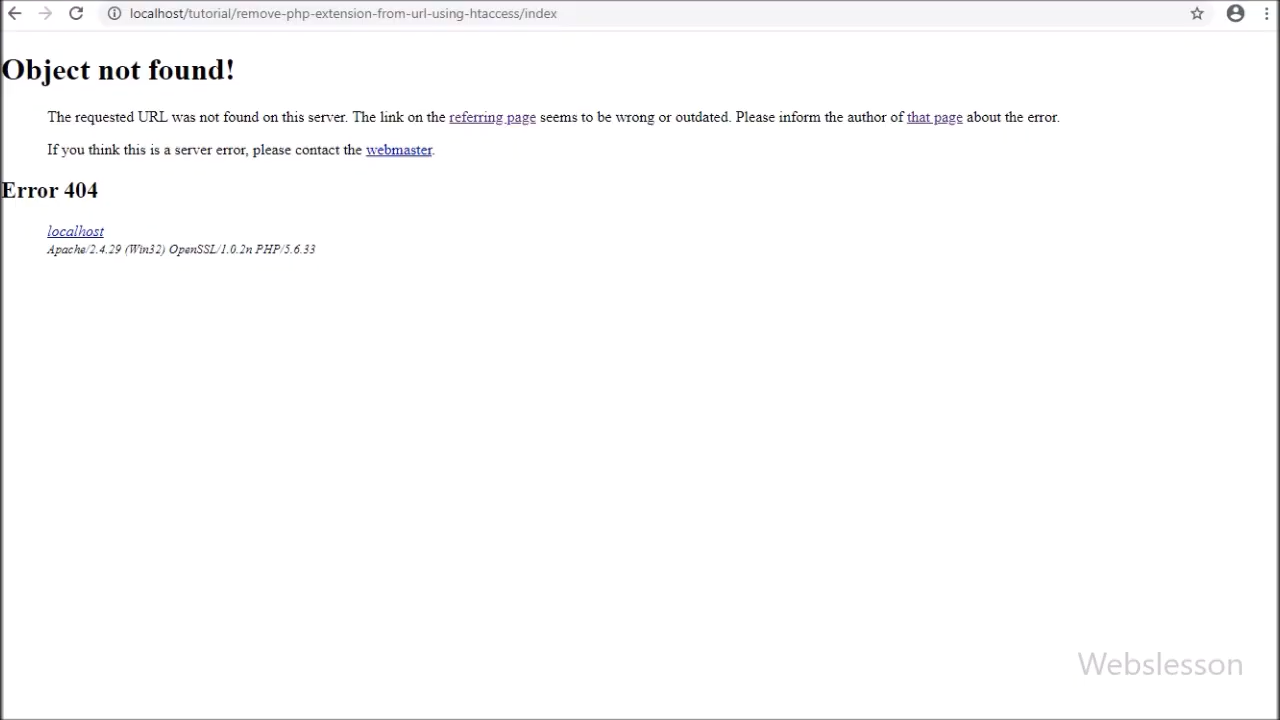 localhost/tutorial/remove-php-extension-from-url-using-htaccess/index
Object not found!
The requested URL was not found on this server. The link on the referring page seems to be wrong or outdated. Please inform the author of that page about the error.
If you think this is a server error, please contact the webmaster.
Error 404
localhost
Apache/2.4.29 (Win32) OpenSSL/1.0.2n PHP/5.6.33
Webslesson